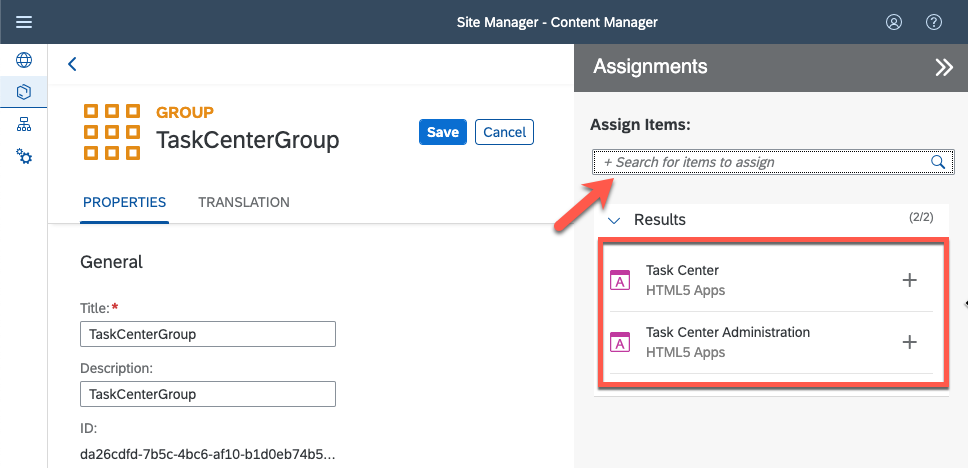 Site Manager - Content Manager
GROUP
TaskCenterGroup
Save
Cancel
PROPERTIES
TRANSLATION
General
Title:*
TaskCenterGroup
Description:
TaskCenterGroup
ID:
da26cdfd-7b5c-4bc6-af10-b1d0eb74b5...
Assignments
Assign Items:
+ Search for items to assign
Results (2/2)
A
Task Center
HTML5 Apps
A
Task Center Administration
HTML5 Apps